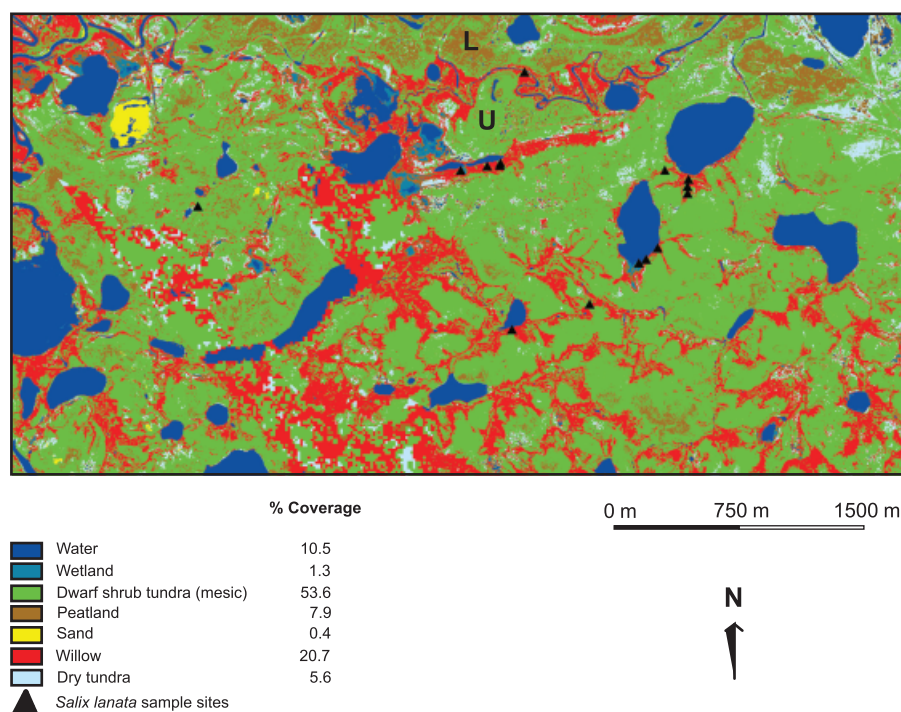 L
U
% Coverage
0 m 750 m 1500 m
Water 10.5
Wetland 1.3
Dwarf shrub tundra (mesic) 53.6
Peatland 7.9
Sand 0.4
Willow 20.7
Dry tundra 5.6
Salix lanata sample sites
N